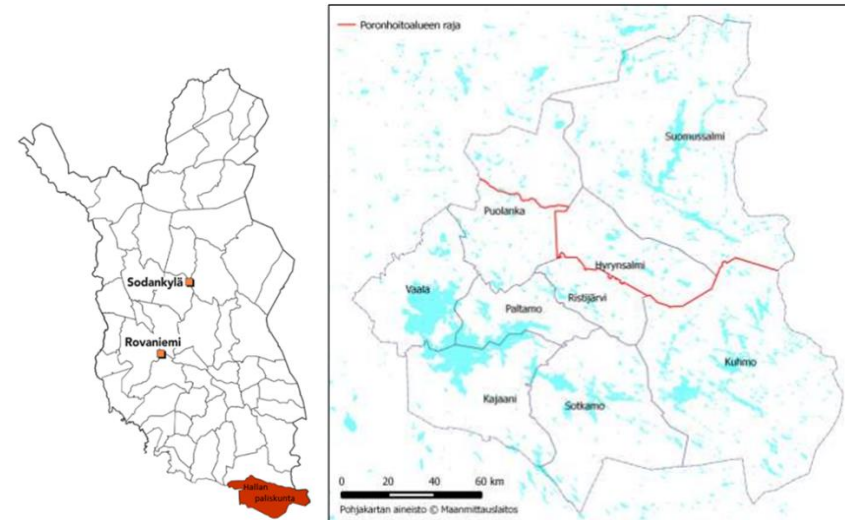 Sodankylä
Rovaniemi
Hallan
paliskunta
Poronhoitoalueen raja
Suomussalmi
Puolanka
Hyrynsalmi
Vaala
Ristijärvi
Paltamo
Kuhmo
Kajaani
Sotkamo
0 20 40 60 km
Pohjakartan aineisto © Maanmittauslaitos